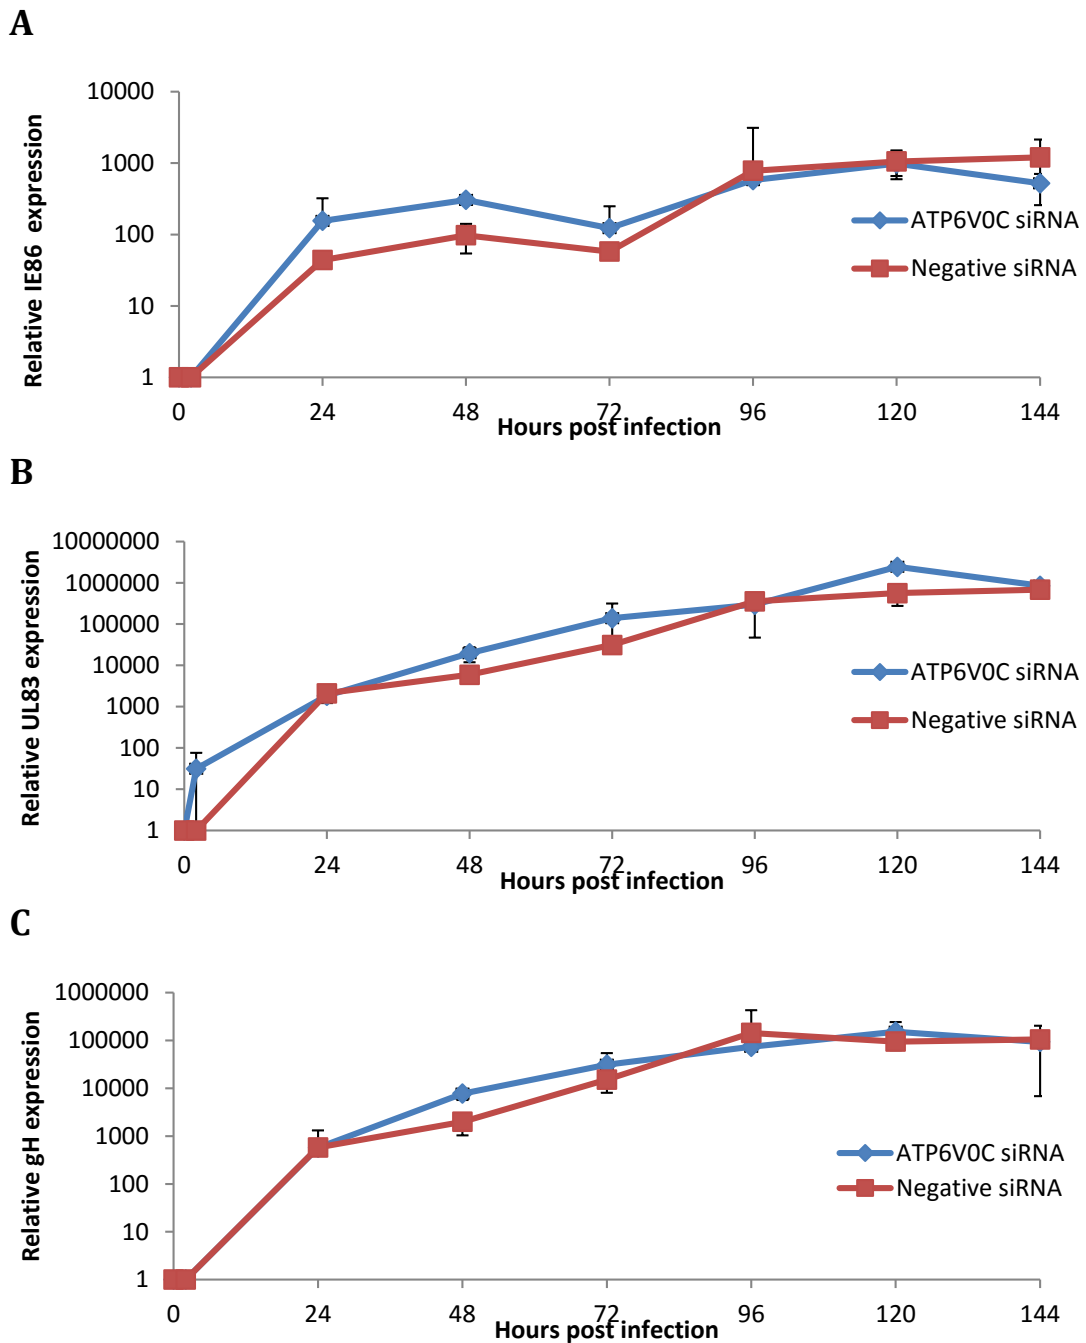 A
Relative IE86 expression
10000
1000
100
10
1
0 24 48 72 96 120 144
Hours post infection
ATP6V0C siRNA
Negative siRNA
B
Relative UL83 expression
10000000
1000000
100000
10000
1000
100
10
1
0 24 48 72 96 120 144
Hours post infection
ATP6V0C siRNA
Negative siRNA
C
Relative gH expression
1000000
100000
10000
1000
100
10
1
0 24 48 72 96 120 144
Hours post infection
ATP6V0C siRNA
Negative siRNA